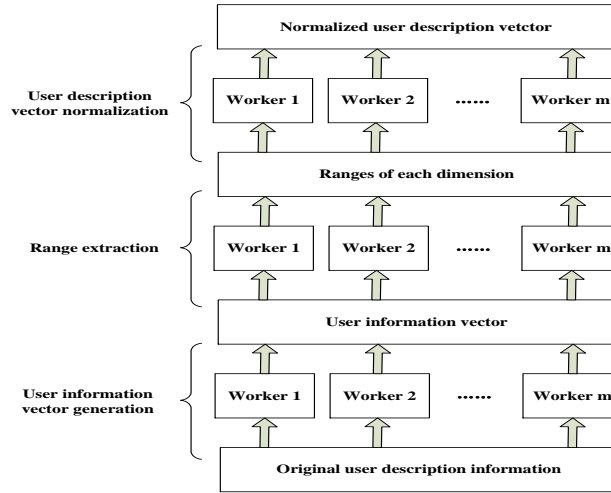 Normalized user description vetctor
User description
vector normalization
Worker 1
Worker 2
......
Worker m
Ranges of each dimension
Range extraction
Worker 1
Worker 2
......
Worker m
User information vector
User information
vector generation
Worker 1
Worker 2
......
Worker m
Original user description information